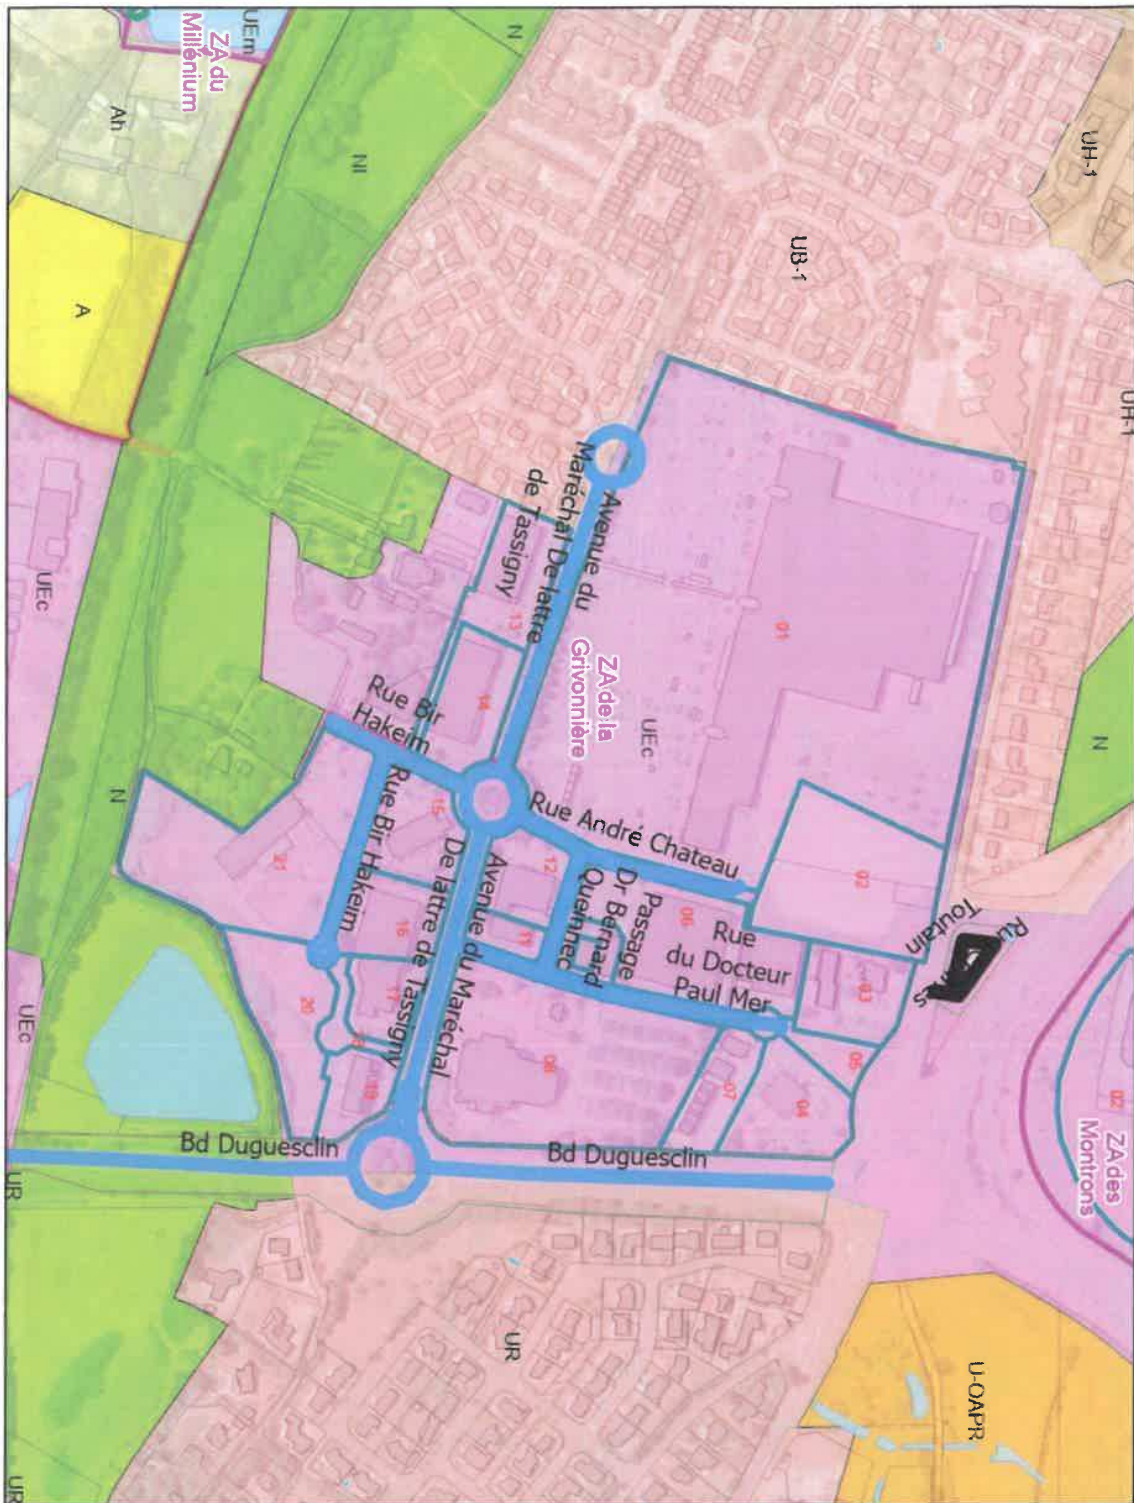 UEm
ZA du
Millénium
Ah
A
Nl
N
UB-1
UH-1
UH-1
N
UEc
N
UEc
Avenue du
Maréchal De lattre
de Tassigny
ZA de la
Grivonnière
UEc
01
02
03
04
05
06
07
08
11
12
13
14
15
16
17
19
20
21
Rue Bir
Hakeim
Rue Bir Hakeim
Rue André Chateau
Passage
Dr Bernard
Quennec
Rue
du Docteur
Paul Mer
Toutain
Avenue du Maréchal
De lattre de Tassigny
Bd Duguesclin
Bd Duguesclin
02
ZA des
Montrons
U-OAPR
UR
UR
UR